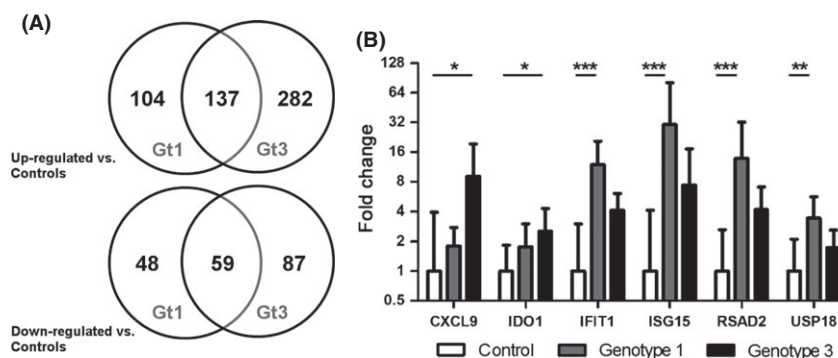 (A)
104 137 282
Gt1 Gt3
Up-regulated vs.
Controls
48 59 87
Gt1 Gt3
Down-regulated vs.
Controls
(B)
Fold change
128
64
32
16
8
4
2
1
0.5
* * *** *** *** **
CXCL9 IDO1 IFIT1 ISG15 RSAD2 USP18
Control Genotype 1 Genotype 3